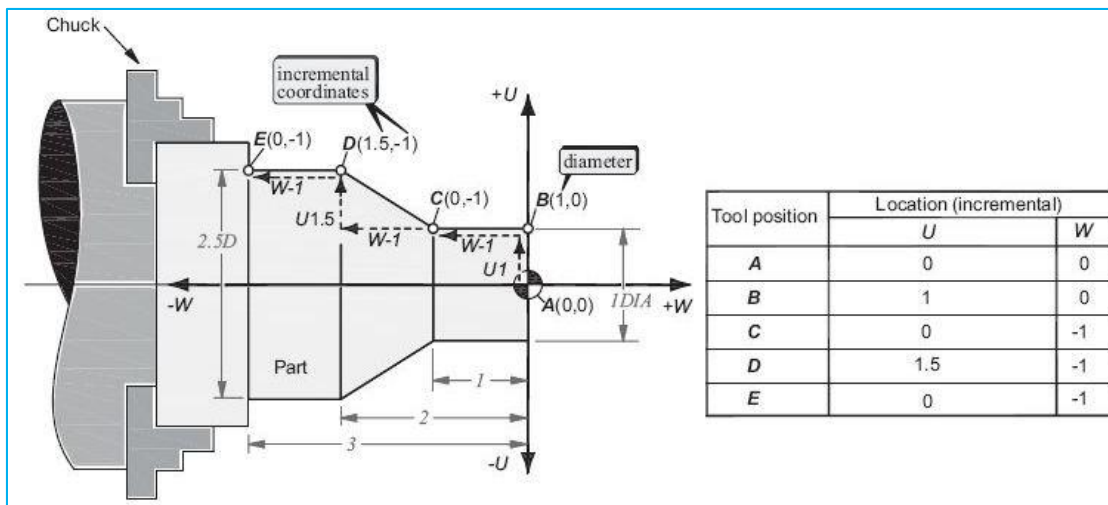 Chuck
incremental
coordinates
+U
E(0,-1)
D(1.5,-1)
diameter
W-1
C(0,-1)
B(1,0)
U1.5
W-1
W-1
2.5D
U1
-W
A(0,0)
1DIA
+W
Part
1
2
3
-U
Tool position
Location (incremental)
U W
A 0 0
B 1 0
C 0 -1
D 1.5 -1
E 0 -1